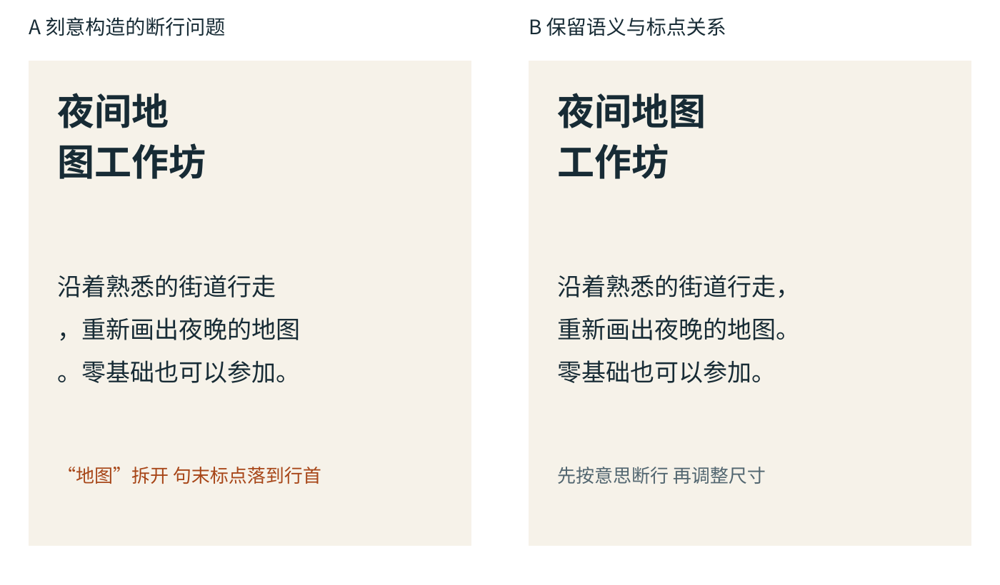 A 刻意构造的断行问题
夜间地
图工作坊
沿着熟悉的街道行走
，重新画出夜晚的地图
。零基础也可以参加。
“地图”拆开 句末标点落到行首
B 保留语义与标点关系
夜间地图
工作坊
沿着熟悉的街道行走，
重新画出夜晚的地图。
零基础也可以参加。
先按意思断行 再调整尺寸